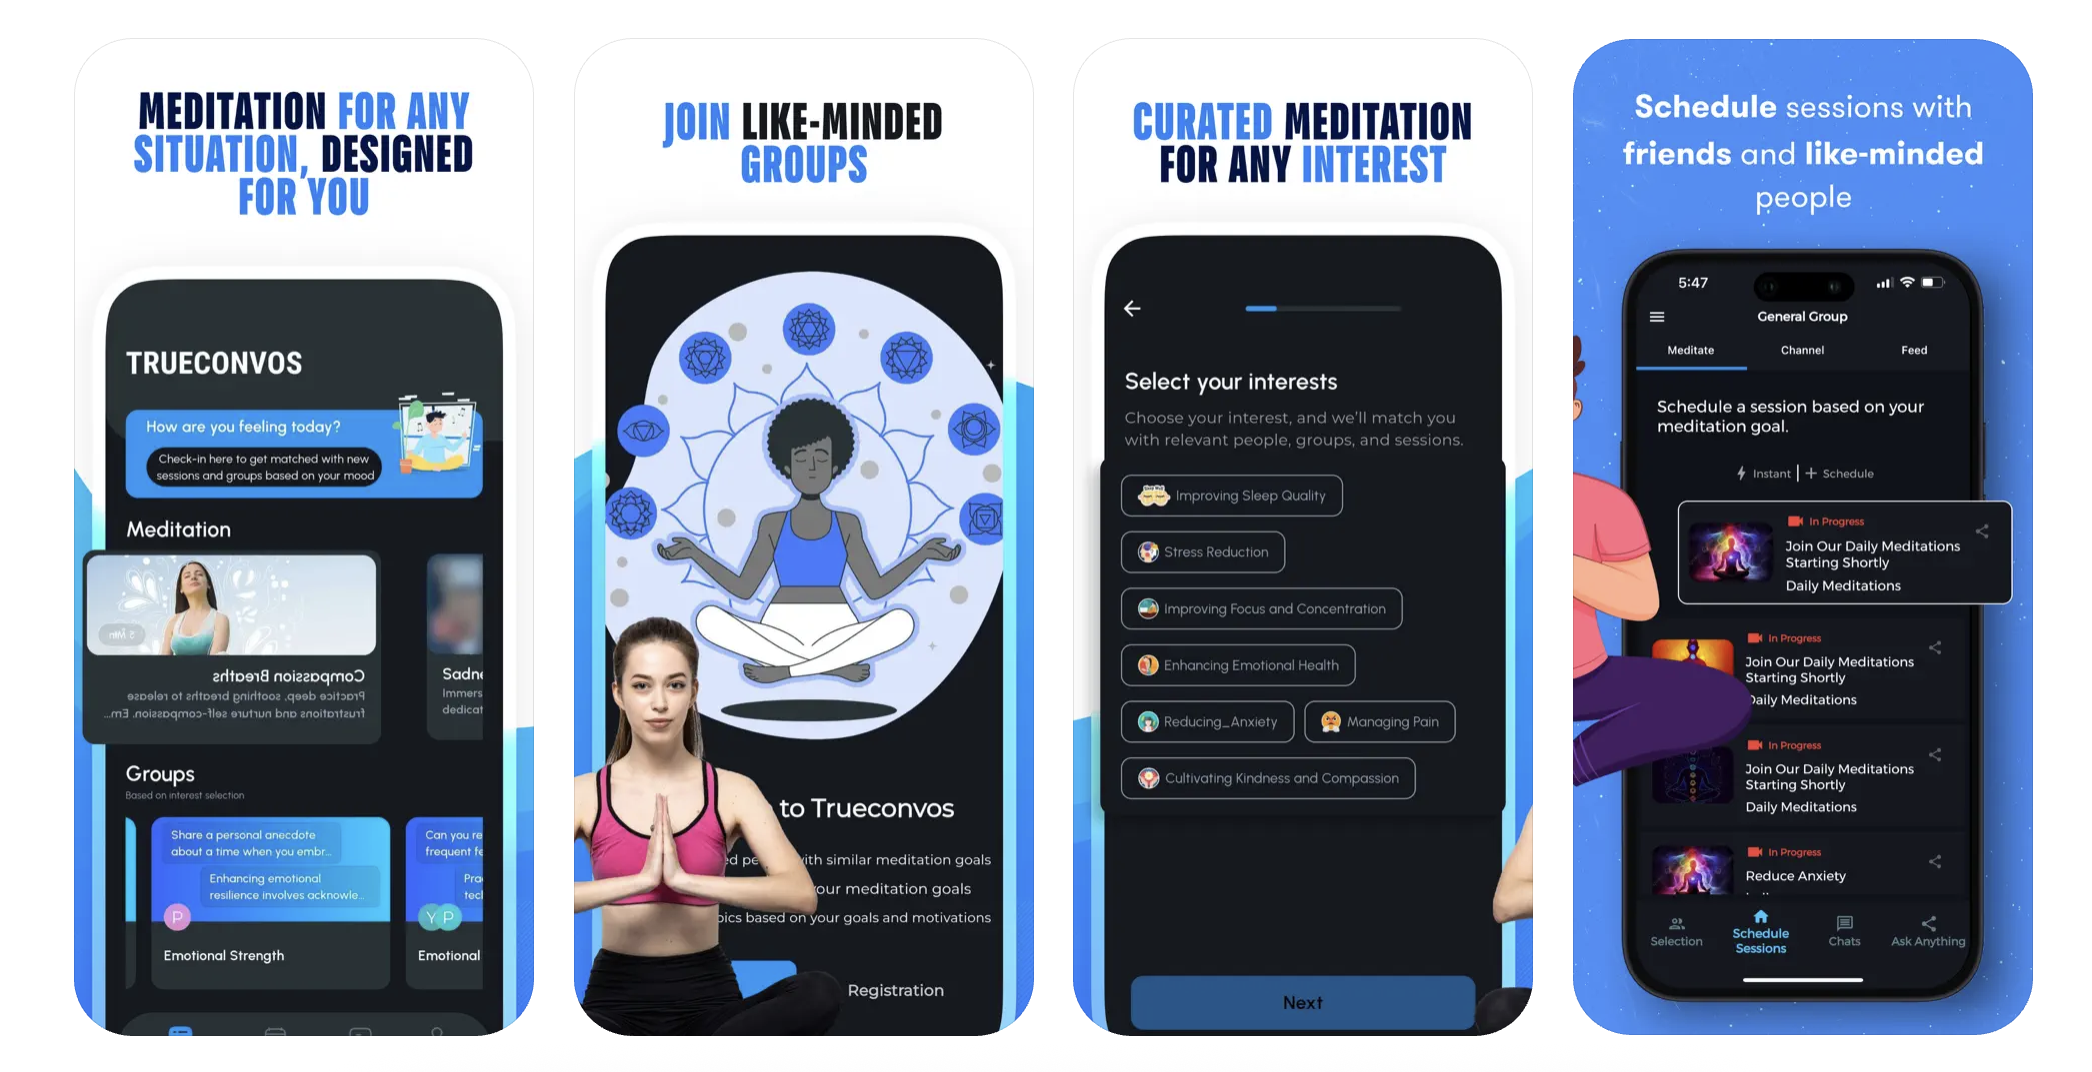 MEDITATION FOR ANY
SITUATION, DESIGNED
FOR YOU
TRUECONVOS
How are you feeling today?
Check-in here to get matched with new
sessions and groups based on your mood
Meditation
5 Min
Compassion Breaths
Practice deep, soothing breaths to release
frustrations and nurture self-compassion. Em...
Sadne
Immers
dedicat
Groups
Based on interest selection
Share a personal anecdote
about a time when you embr...
Enhancing emotional
resilience involves acknowle...
P
Emotional Strength
Can you re
frequent fe
Pra
tecl
Y P
Emotional
JOIN LIKE-MINDED
GROUPS
to Trueconvos
ed pe with similar meditation goals
your meditation goals
pics based on your goals and motivations
Registration
CURATED MEDITATION
FOR ANY INTEREST
Select your interests
Choose your interest, and we'll match you
with relevant people, groups, and sessions.
Improving Sleep Quality
Stress Reduction
Improving Focus and Concentration
Enhancing Emotional Health
Reducing_Anxiety
Managing Pain
Cultivating Kindness and Compassion
Next
Schedule sessions with
friends and like-minded
people
5:47
General Group
Meditate Channel Feed
Schedule a session based on your
meditation goal.
Instant | + Schedule
In Progress
Join Our Daily Meditations
Starting Shortly
Daily Meditations
In Progress
Join Our Daily Meditations
Starting Shortly
Daily Meditations
In Progress
Join Our Daily Meditations
Starting Shortly
Daily Meditations
In Progress
Reduce Anxiety
Selection
Schedule
Sessions
Chats
Ask Anything